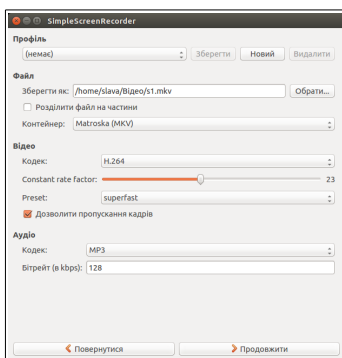 SimpleScreenRecorder
Профіль
(немає) Зберегти Новий Видалити
Файл
Зберегти як: /home/slava/Відео/s1.mkv Обрати...
Розділити файл на частини
Контейнер: Matroska (MKV)
Відео
Кодек: H.264
Constant rate factor: 23
Preset: superfast
Дозволити пропускання кадрів
Аудіо
Кодек: MP3
Бітрейт (в kbps): 128
Повернутися Продовжити